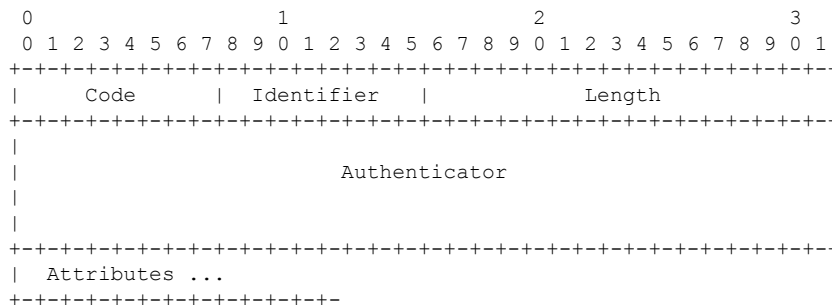 0                   1                   2                   3
 0 1 2 3 4 5 6 7 8 9 0 1 2 3 4 5 6 7 8 9 0 1 2 3 4 5 6 7 8 9 0 1
+-+-+-+-+-+-+-+-+-+-+-+-+-+-+-+-+-+-+-+-+-+-+-+-+-+-+-+-+-+-+-+--
|     Code      |  Identifier   |            Length
+-+-+-+-+-+-+-+-+-+-+-+-+-+-+-+-+-+-+-+-+-+-+-+-+-+-+-+-+-+-+-+--
|
|                         Authenticator
|
|
+-+-+-+-+-+-+-+-+-+-+-+-+-+-+-+-+-+-+-+-+-+-+-+-+-+-+-+-+-+-+-+--
|  Attributes ...
+-+-+-+-+-+-+-+-+-+-+-+-+-